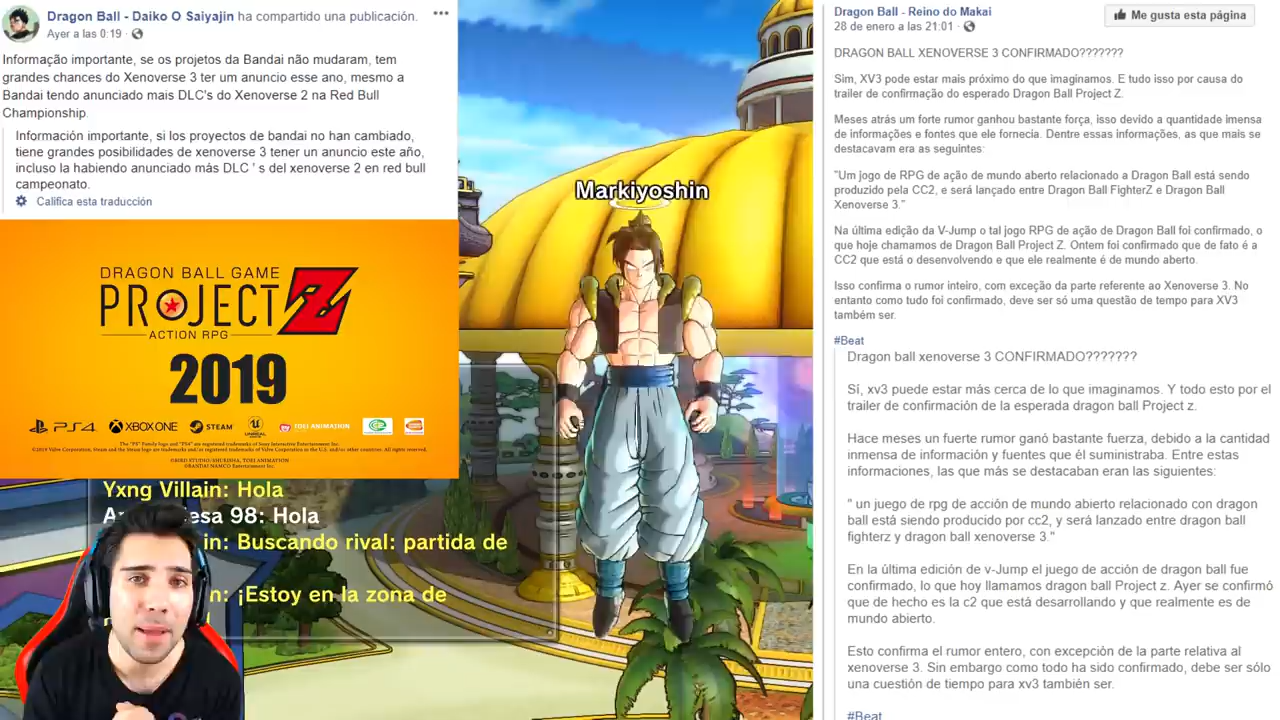 Dragon Ball - Daiko O Saiyajin ha compartido una publicación.
Ayer a las 0:19 ·
Informação importante, se os projetos da Bandai não mudaram, tem
grandes chances do Xenoverse 3 ter um anuncio esse ano, mesmo a
Bandai tendo anunciado mais DLC's do Xenoverse 2 na Red Bull
Championship.
Información importante, si los proyectos de bandai no han cambiado,
tiene grandes posibilidades de xenoverse 3 tener un anuncio este año,
incluso la habiendo anunciado más DLC ' s del xenoverse 2 en red bull
campeonato.
Califica esta traducción
DRAGON BALL GAME
PROJECT Z
ACTION RPG
2019
PS4 XBOX ONE STEAM UNREAL TOEI ANIMATION
©BIRD STUDIO/SHUEISHA, TOEI ANIMATION
©BANDAI NAMCO Entertainment Inc.
Markiyoshin
Yxng Villain: Hola
esa 98: Hola
in: Buscando rival: partida de
n: ¡Estoy en la zona de
Dragon Ball - Reino do Makai
28 de enero a las 21:01 ·
Me gusta esta página
DRAGON BALL XENOVERSE 3 CONFIRMADO???????
Sim, XV3 pode estar mais próximo do que imaginamos. E tudo isso por causa do
trailer de confirmação do esperado Dragon Ball Project Z.
Meses atrás um forte rumor ganhou bastante força, isso devido a quantidade imensa
de informações e fontes que ele fornecia. Dentre essas informações, as que mais se
destacavam era as seguintes:
"Um jogo de RPG de ação de mundo aberto relacionado a Dragon Ball está sendo
produzido pela CC2, e será lançado entre Dragon Ball FighterZ e Dragon Ball
Xenoverse 3."
Na última edição da V-Jump o tal jogo RPG de ação de Dragon Ball foi confirmado, o
que hoje chamamos de Dragon Ball Project Z. Ontem foi confirmado que de fato é a
CC2 que está o desenvolvendo e que ele realmente é de mundo aberto.
Isso confirma o rumor inteiro, com exceção da parte referente ao Xenoverse 3. No
entanto como tudo foi confirmado, deve ser só uma questão de tempo para XV3
também ser.
#Beat
Dragon ball xenoverse 3 CONFIRMADO???????
Sí, xv3 puede estar más cerca de lo que imaginamos. Y todo esto por el
trailer de confirmación de la esperada dragon ball Project z.
Hace meses un fuerte rumor ganó bastante fuerza, debido a la cantidad
inmensa de información y fuentes que él suministraba. Entre estas
informaciones, las que más se destacaban eran las siguientes:
" un juego de rpg de acción de mundo abierto relacionado con dragon
ball está siendo producido por cc2, y será lanzado entre dragon ball
fighterz y dragon ball xenoverse 3."
En la última edición de v-Jump el juego de acción de dragon ball fue
confirmado, lo que hoy llamamos dragon ball Project z. Ayer se confirmó
que de hecho es la c2 que está desarrollando y que realmente es de
mundo abierto.
Esto confirma el rumor entero, con excepción de la parte relativa al
xenoverse 3. Sin embargo como todo ha sido confirmado, debe ser sólo
una cuestión de tiempo para xv3 también ser.
#Beat